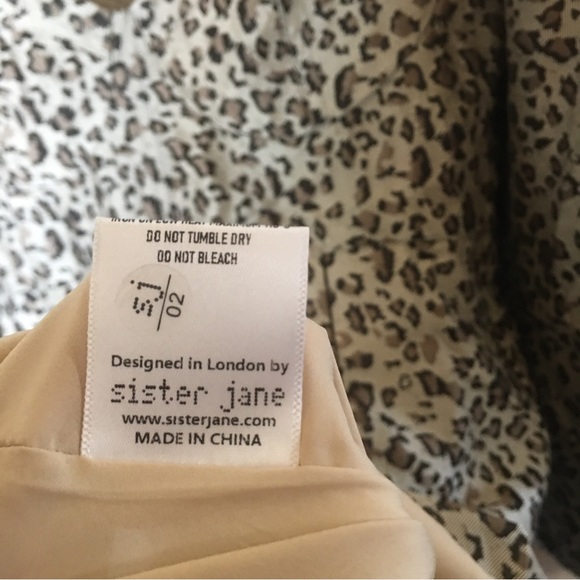 DO NOT TUMBLE DRY
DO NOT BLEACH
S.J.
02
Designed in London by
sister jane
www.sisterjane.com
MADE IN CHINA